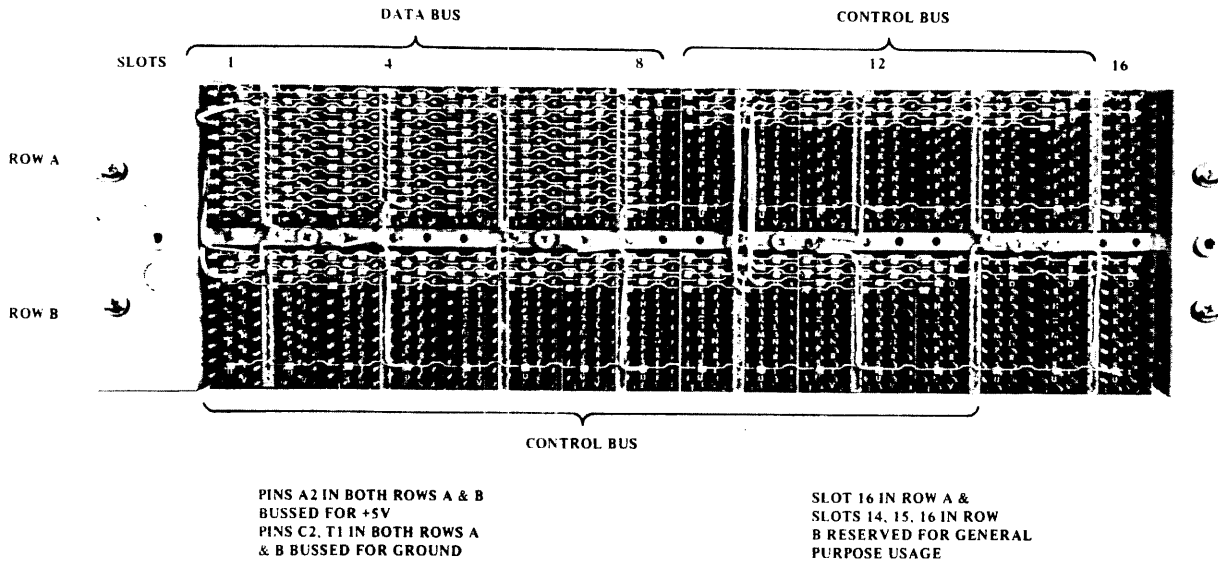 DATA BUS
CONTROL BUS
SLOTS 1 4 8 12 16
ROW A
ROW B
CONTROL BUS
PINS A2 IN BOTH ROWS A & B
BUSSED FOR +5V
PINS C2, T1 IN BOTH ROWS A
& B BUSSED FOR GROUND
SLOT 16 IN ROW A &
SLOTS 14, 15, 16 IN ROW
B RESERVED FOR GENERAL
PURPOSE USAGE